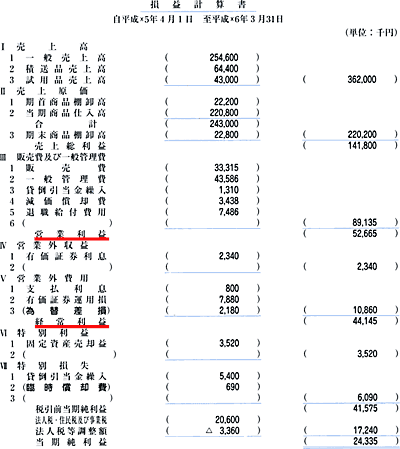 損益計算書
自平成×5年4月1日 至平成×6年3月31日
(単位:千円)
Ⅰ 売上高
1 一般売上高 ( 254,600 )
2 積送品売上高 ( 64,400 )
3 試用品売上高 ( 43,000 ) ( 362,000 )
Ⅱ 売上原価
1 期首商品棚卸高 ( 22,200 )
2 当期商品仕入高 ( 220,800 )
合計 ( 243,000 )
3 期末商品棚卸高 ( 22,800 ) ( 220,200 )
売上総利益 ( 141,800 )
Ⅲ 販売費及び一般管理費
1 販売費 ( 33,315 )
2 一般管理費 ( 43,586 )
3 貸倒引当金繰入 ( 1,310 )
4 減価償却費 ( 3,438 )
5 退職給付費用 ( 7,486 )
6 ( ) ( ) ( 89,135 )
営業利益 ( 52,665 )
Ⅳ 営業外収益
1 有価証券利息 ( 2,340 )
2 ( ) ( ) ( 2,340 )
Ⅴ 営業外費用
1 支払利息 ( 800 )
2 有価証券運用損 ( 7,880 )
3 (為替差損) ( 2,180 ) ( 10,860 )
経常利益 ( 44,145 )
Ⅵ 特別利益
1 固定資産売却益 ( 3,520 )
2 ( ) ( ) ( 3,520 )
Ⅶ 特別損失
1 貸倒引当金繰入 ( 5,400 )
2 (臨時償却費) ( 690 )
3 ( ) ( ) ( 6,090 )
税引前当期純利益 ( 41,575 )
法人税・住民税及び事業税 ( 20,600 )
法人税等調整額 ( △ 3,360 ) ( 17,240 )
当期純利益 ( 24,335 )